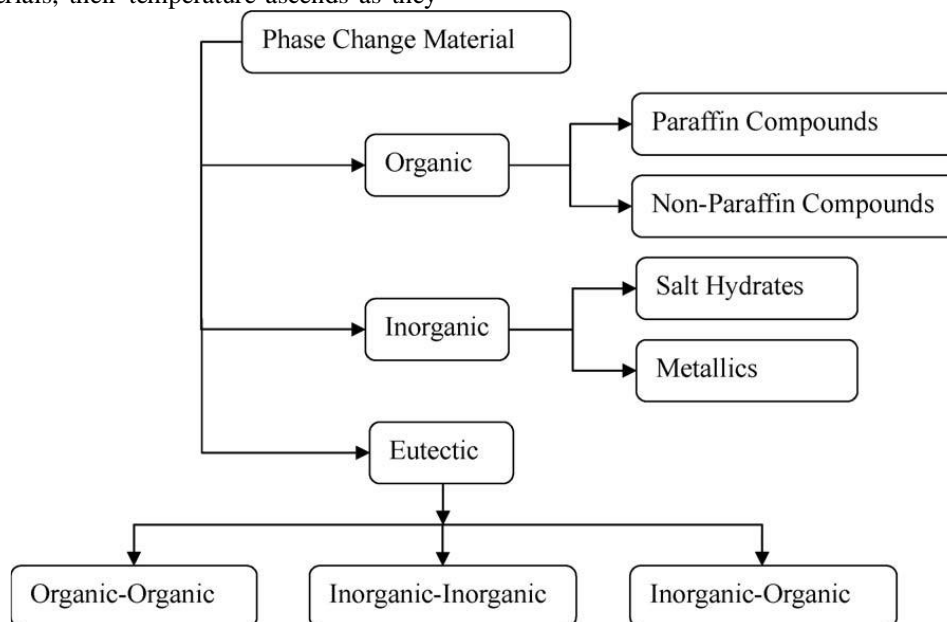 their temperature ascends as they
Phase Change Material
Paraffin Compounds
Organic
Non-Paraffin Compounds
Salt Hydrates
Inorganic
Metallics
Eutectic
Organic-Organic
Inorganic-Inorganic
Inorganic-Organic